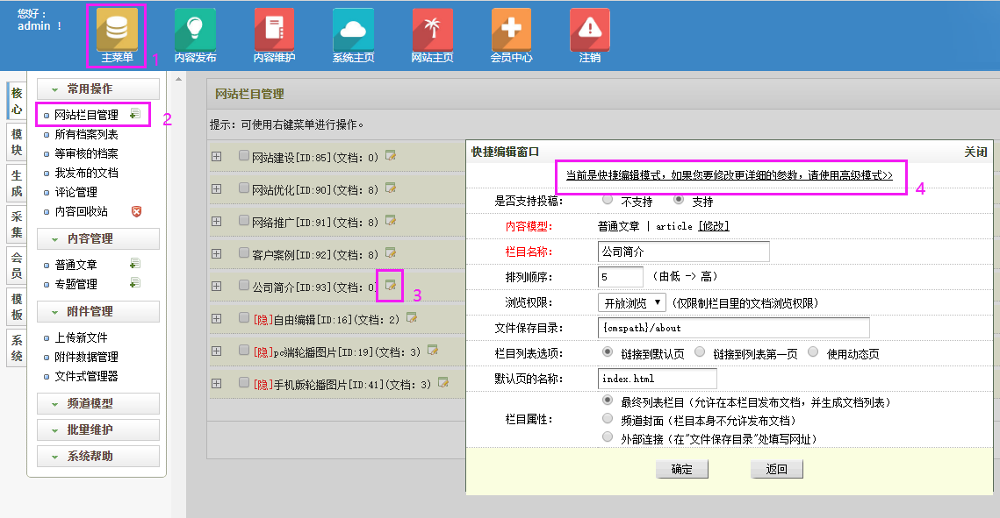 您好：
admin ！
主菜单
1
内容发布
内容维护
系统主页
网站主页
会员中心
注销
核心
模块
生成
采集
会员
模板
系统
常用操作
网站栏目管理
2
所有档案列表
等审核的档案
我发布的文档
评论管理
内容回收站
内容管理
普通文章
专题管理
附件管理
上传新文件
附件数据管理
文件式管理器
频道模型
批量维护
系统帮助
网站栏目管理
提示：可使用右键菜单进行操作。
网站建设[ID:85](文档：0)
网站优化[ID:90](文档：8)
网络推广[ID:91](文档：8)
客户案例[ID:92](文档：8)
公司简介[ID:93](文档：0)
3
[隐]自由编辑[ID:16](文档：2)
[隐]pc端轮播图片[ID:19](文档：3)
[隐]手机版轮播图片[ID:41](文档：3)
快捷编辑窗口 关闭
当前是快捷编辑模式，如果您要修改更详细的参数，请使用高级模式>>
4
是否支持投稿： 不支持 支持
内容模型： 普通文章 | article [修改]
栏目名称： 公司简介
排列顺序： 5 （由低 -> 高）
浏览权限： 开放浏览 (仅限制栏目里的文档浏览权限)
文件保存目录： {cmspath}/about
栏目列表选项： 链接到默认页 链接到列表第一页 使用动态页
默认页的名称： index.html
栏目属性： 最终列表栏目（允许在本栏目发布文档，并生成文档列表）
频道封面（栏目本身不允许发布文档）
外部连接（在"文件保存目录"处填写网址）
确定 返回